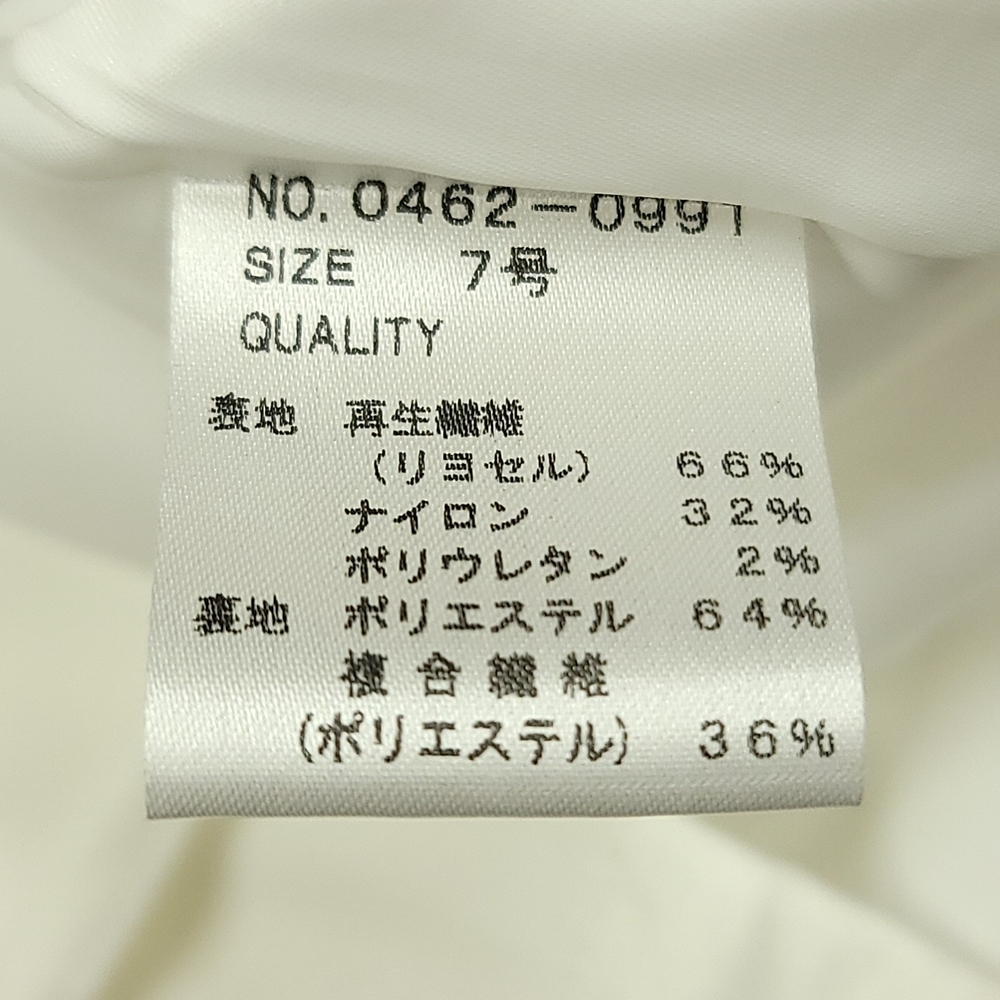 NO. 0462-0991
SIZE 7号
QUALITY
表地 再生繊維
(リヨセル) 66%
ナイロン 32%
ポリウレタン 2%
裏地 ポリエステル 64%
複合繊維
(ポリエステル) 36%